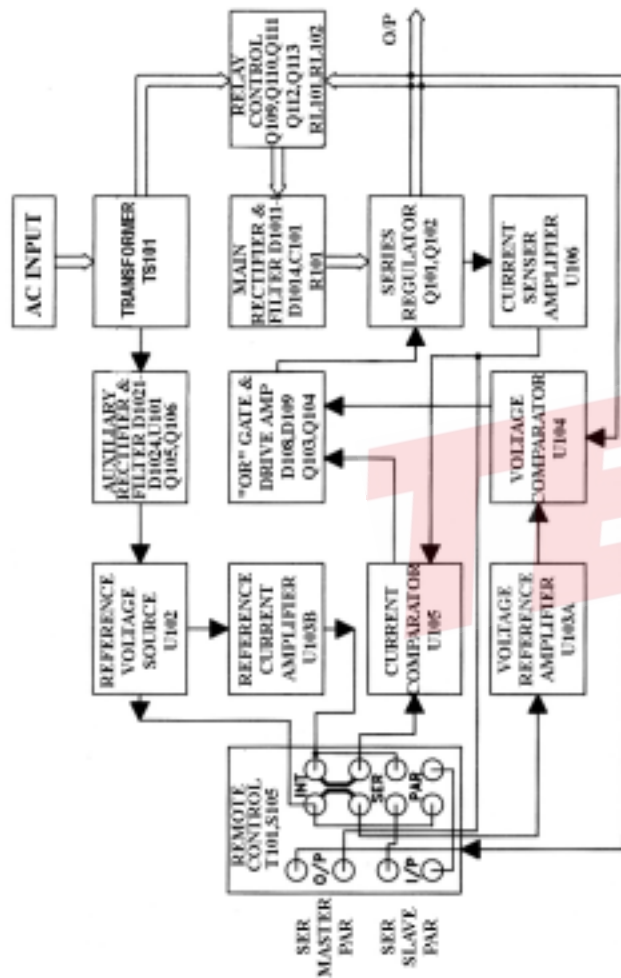 AC INPUT
TRANSFORMER
TS101
RELAY
CONTROL
Q109,Q110,Q111
Q112,Q113
RL101,RL102
AUXILIARY
RECTIFIER &
FILTER D1021-
D1024,U101
Q105,Q106
MAIN
RECTIFIER &
FILTER D1011-
D1014,C101
R101
O/P
REFERENCE
VOLTAGE
SOURCE
U102
"OR" GATE &
DRIVE AMP
D108,D109
Q103,Q104
SERIES
REGULATOR
Q101,Q102
REFERENCE
CURRENT
AMPLIFIER
U103B
CURRENT
COMPARATOR
U105
CURRENT
SENSER
AMPLIFIER
U106
VOLTAGE
REFERENCE
AMPLIFIER
U103A
VOLTAGE
COMPARATOR
U104
REMOTE
CONTROL
T101,S105
INT
SER
PAR
O/P
I/P
SER
MASTER
PAR
SER
SLAVE
PAR
TE